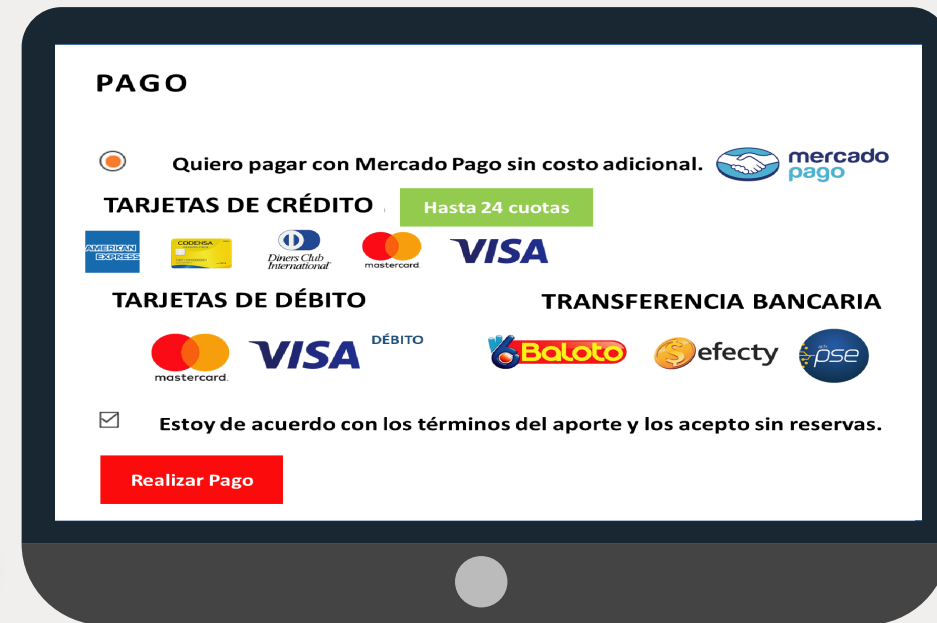 PAGO
Quiero pagar con Mercado Pago sin costo adicional. mercado pago
TARJETAS DE CRÉDITO Hasta 24 cuotas
AMERICAN EXPRESS CODENSA Diners Club International mastercard. VISA
TARJETAS DE DÉBITO TRANSFERENCIA BANCARIA
mastercard. VISA DÉBITO Baloto efecty ach pse
Estoy de acuerdo con los términos del aporte y los acepto sin reservas.
Realizar Pago